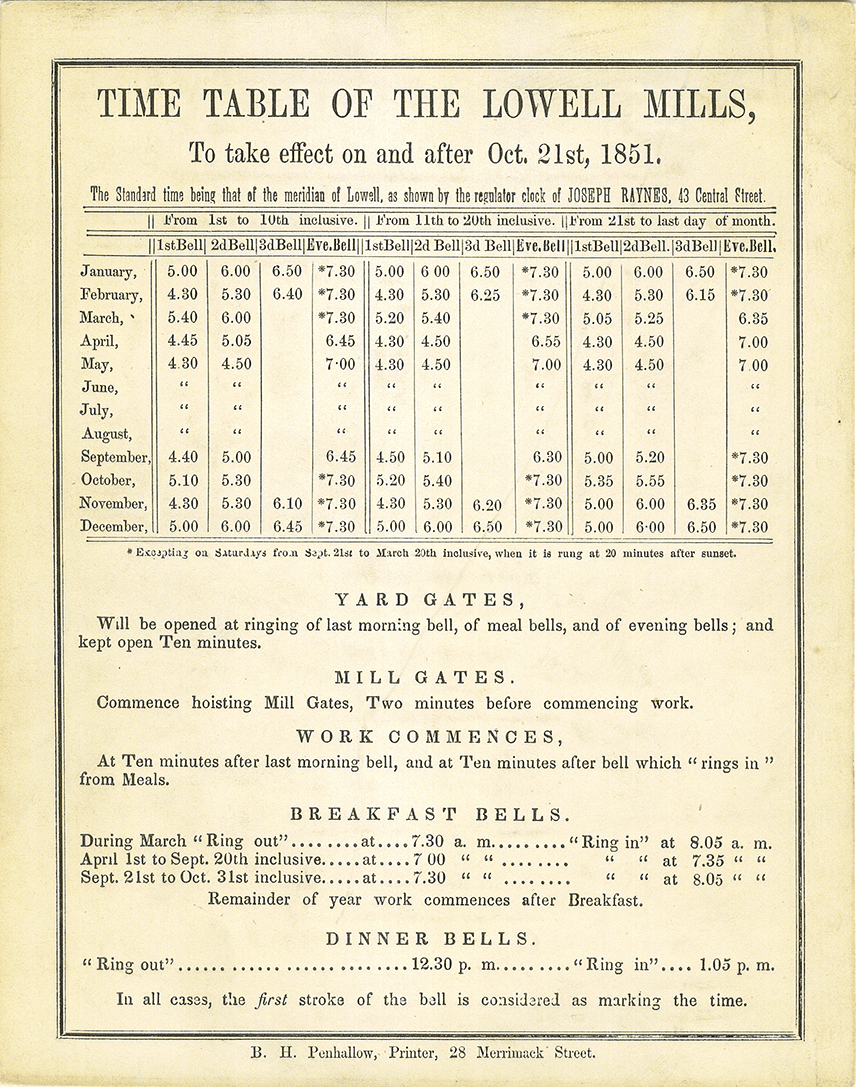 TIME TABLE OF THE LOWELL MILLS,
To take effect on and after Oct. 21st, 1851.
The Standard time being that of the meridian of Lowell, as shown by the regulator clock of JOSEPH RAYNES, 43 Central Street.
From 1st to 10th inclusive. From 11th to 20th inclusive. From 21st to last day of month.
1stBell 2dBell 3dBell Eve.Bell 1stBell 2d Bell 3d Bell Eve.Bell 1stBell 2dBell. 3dBell Eve.Bell.
January, 5.00 6.00 6.50 *7.30 5.00 6 00 6.50 *7.30 5.00 6.00 6.50 *7.30
February, 4.30 5.30 6.40 *7.30 4.30 5.30 6.25 *7.30 4.30 5.30 6.15 *7.30
March, 5.40 6.00 *7.30 5.20 5.40 *7.30 5.05 5.25 6.35
April, 4.45 5.05 6.45 4.30 4.50 6.55 4.30 4.50 7.00
May, 4.30 4.50 7·00 4.30 4.50 7.00 4.30 4.50 7 00
June, “ “ “ “ “ “ “ “ “
July, “ “ “ “ “ “ “ “ “
August, “ “ “ “ “ “ “ “ “
September, 4.40 5.00 6.45 4.50 5.10 6.30 5.00 5.20 *7.30
October, 5.10 5.30 *7.30 5.20 5.40 *7.30 5.35 5.55 *7.30
November, 4.30 5.30 6.10 *7.30 4.30 5.30 6.20 *7.30 5.00 6.00 6.35 *7.30
December, 5.00 6.00 6.45 *7.30 5.00 6.00 6.50 *7.30 5.00 6·00 6.50 *7.30
* Excepting on Saturdays from Sept. 21st to March 20th inclusive, when it is rung at 20 minutes after sunset.
YARD GATES,
Will be opened at ringing of last morning bell, of meal bells, and of evening bells; and
kept open Ten minutes.
MILL GATES.
Commence hoisting Mill Gates, Two minutes before commencing work.
WORK COMMENCES,
At Ten minutes after last morning bell, and at Ten minutes after bell which “rings in”
from Meals.
BREAKFAST BELLS.
During March “Ring out”........at....7.30 a. m.........“Ring in” at 8.05 a. m.
April 1st to Sept. 20th inclusive.....at....7 00 “ “ ........ “ “ at 7.35 “ “
Sept. 21st to Oct. 31st inclusive.....at....7.30 “ “ ........ “ “ at 8.05 “ “
Remainder of year work commences after Breakfast.
DINNER BELLS.
“Ring out”...... .................... 12.30 p. m.........“Ring in”.... 1.05 p. m.
In all cases, the first stroke of the bell is considered as marking the time.
B. H. Penhallow, Printer, 28 Merrimack Street.